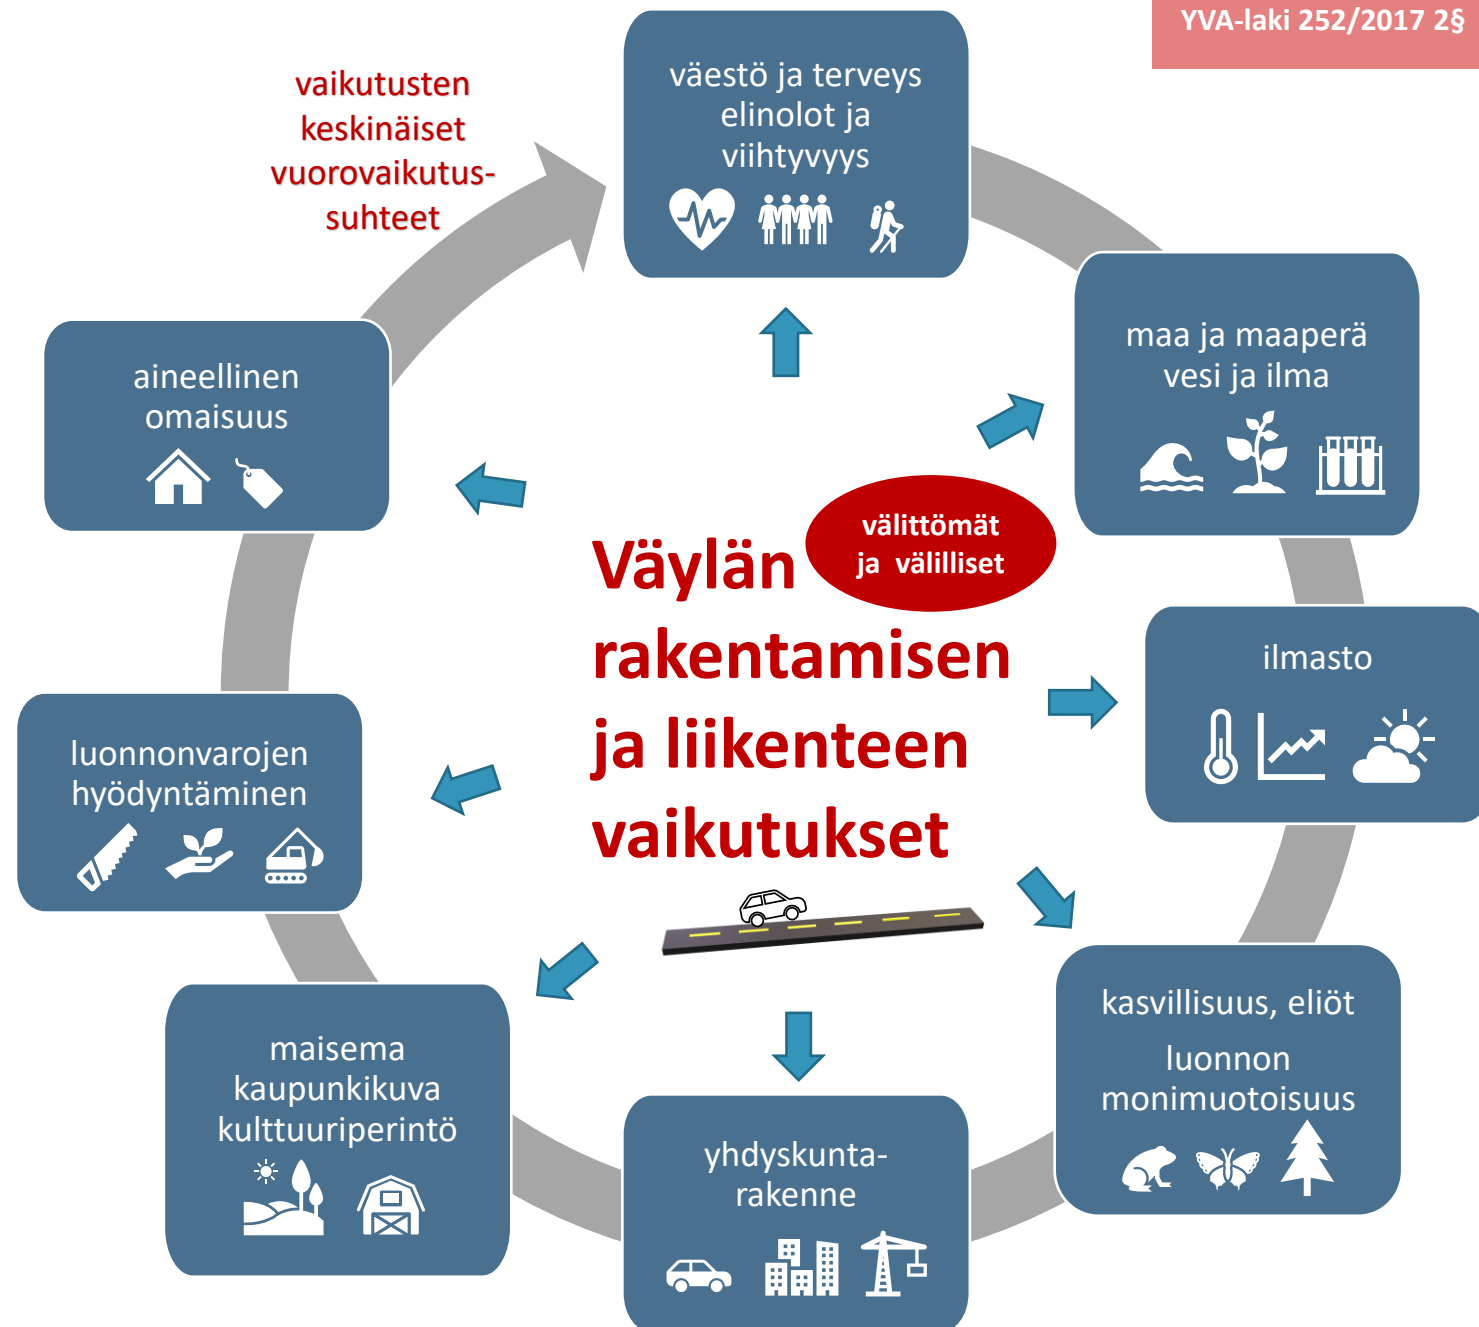 YVA-laki 252/2017 2§
vaikutusten
keskinäiset
vuorovaikutus-
suhteet
väestö ja terveys
elinolot ja
viihtyvyys
maa ja maaperä
vesi ja ilma
ilmasto
kasvillisuus, eliöt
luonnon
monimuotoisuus
yhdyskunta-
rakenne
maisema
kaupunkikuva
kulttuuriperintö
luonnonvarojen
hyödyntäminen
aineellinen
omaisuus
välittömät
ja välilliset
Väylän
rakentamisen
ja liikenteen
vaikutukset